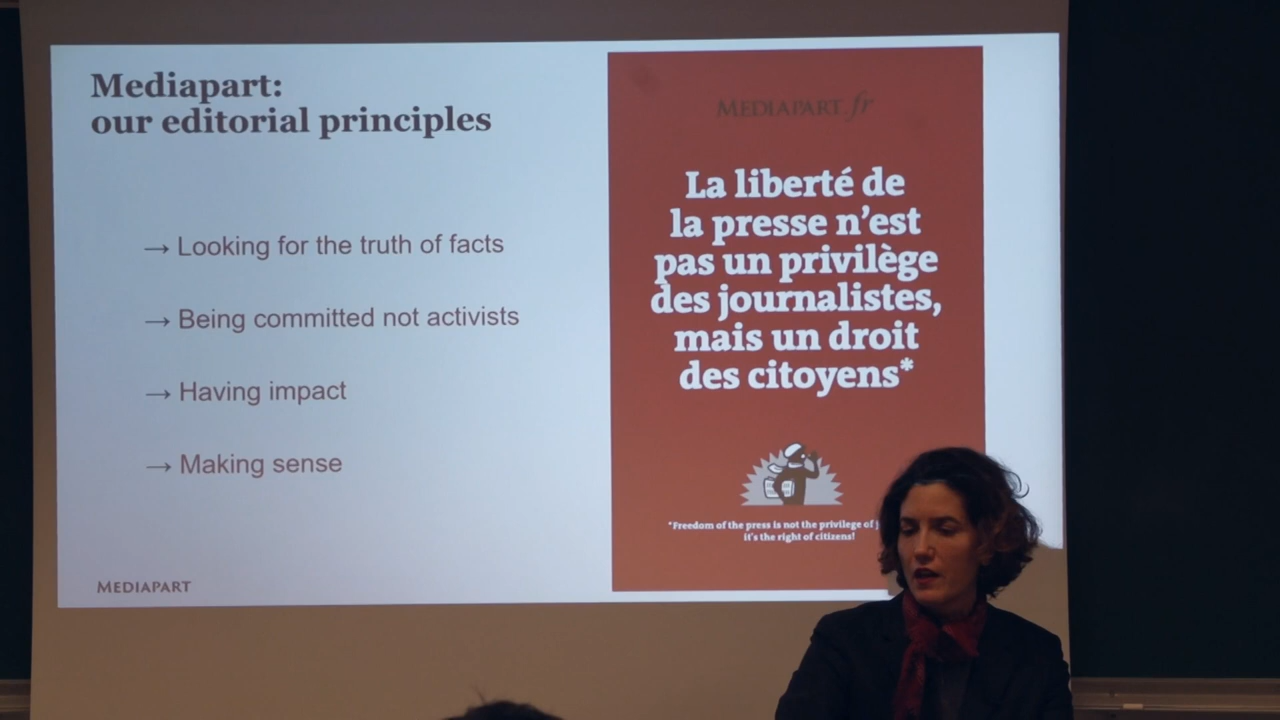 Mediapart:
our editorial principles
→ Looking for the truth of facts
→ Being committed not activists
→ Having impact
→ Making sense
MEDIAPART
MEDIAPART.fr
La liberté de
la presse n'est
pas un privilège
des journalistes,
mais un droit
des citoyens*
*Freedom of the press is not the privilege of
it's the right of citizens!